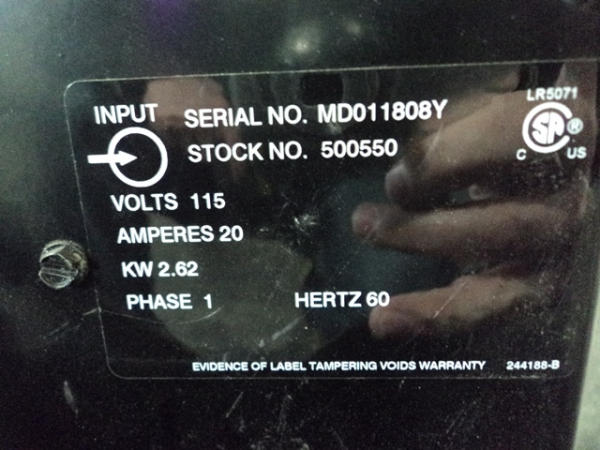 INPUT SERIAL NO. MD011808Y
LR5071
STOCK NO. 500550
SP ®
C US
VOLTS 115
AMPERES 20
KW 2.62
PHASE 1 HERTZ 60
EVIDENCE OF LABEL TAMPERING VOIDS WARRANTY 244188-B